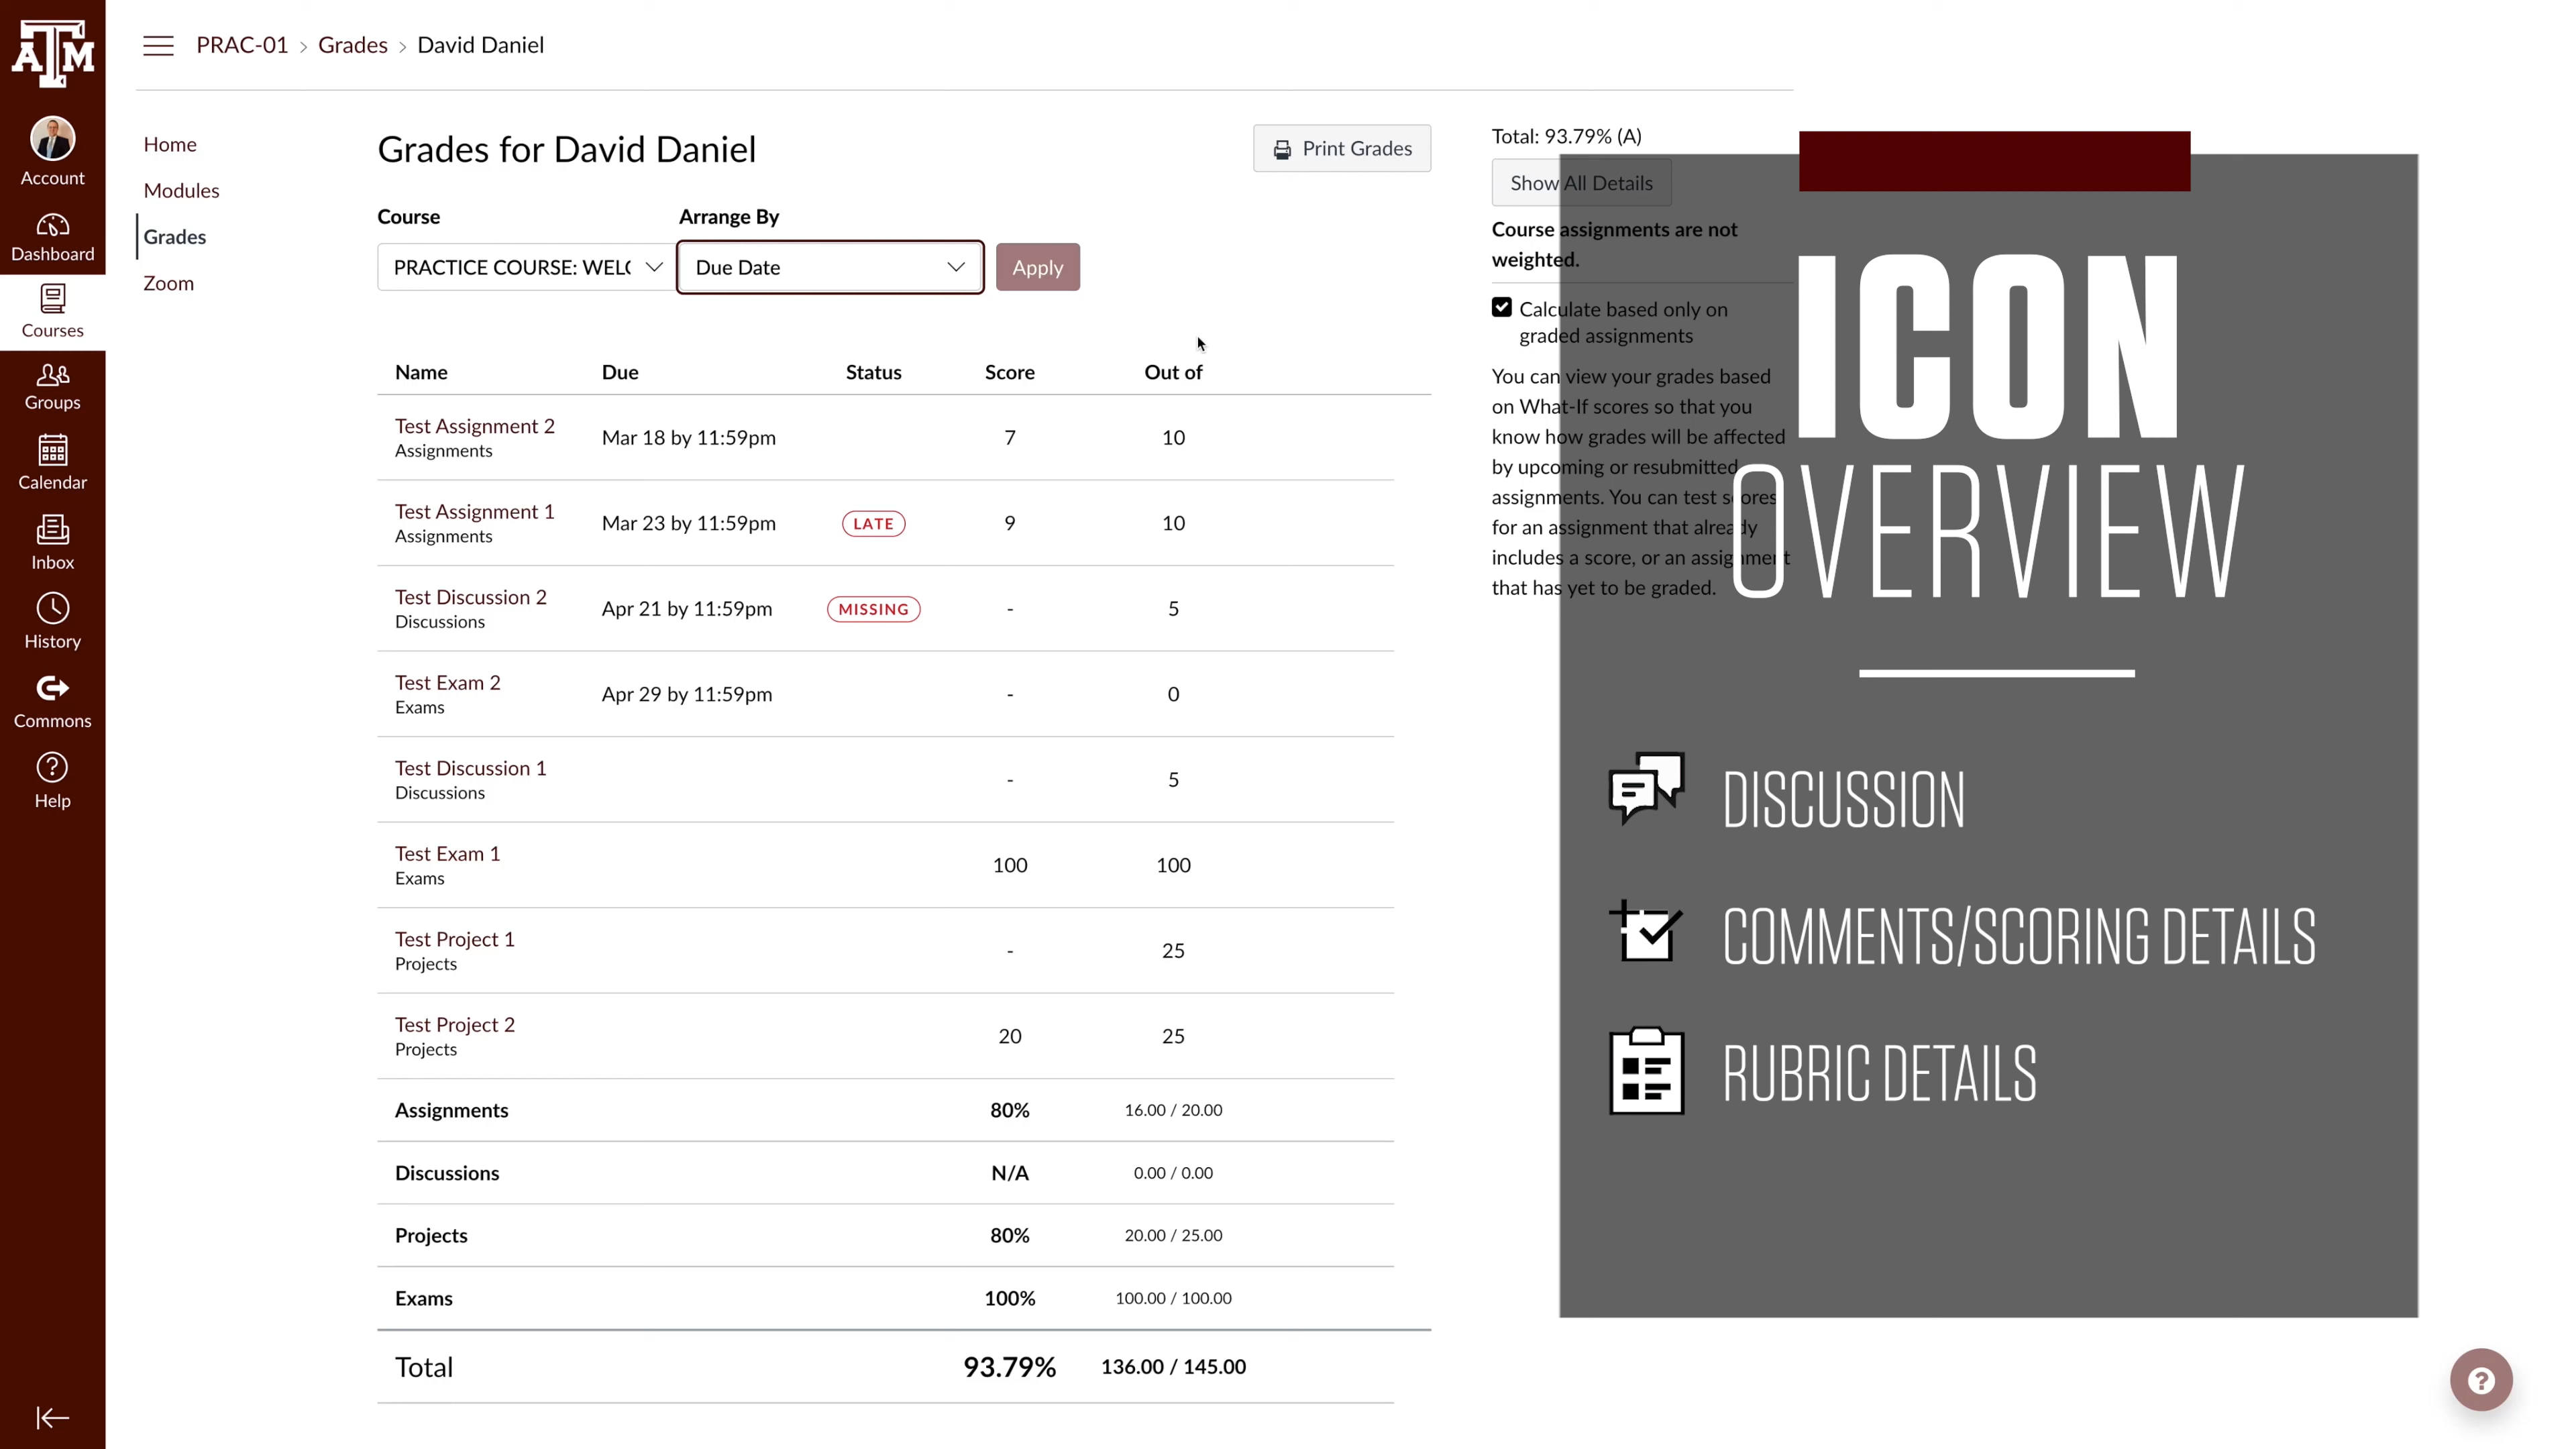 ATM
PRAC-01 > Grades > David Daniel
Account
Dashboard
Courses
Groups
Calendar
Inbox
History
Commons
Help
Home
Modules
Grades
Zoom
Grades for David Daniel
Print Grades
Course
Arrange By
PRACTICE COURSE: WEL
Due Date
Apply
Name Due Status Score Out of
Test Assignment 2
Assignments
Mar 18 by 11:59pm 7 10
Test Assignment 1
Assignments
Mar 23 by 11:59pm LATE 9 10
Test Discussion 2
Discussions
Apr 21 by 11:59pm MISSING - 5
Test Exam 2
Exams
Apr 29 by 11:59pm - 0
Test Discussion 1
Discussions
- 5
Test Exam 1
Exams
100 100
Test Project 1
Projects
- 25
Test Project 2
Projects
20 25
Assignments 80% 16.00 / 20.00
Discussions N/A 0.00 / 0.00
Projects 80% 20.00 / 25.00
Exams 100% 100.00 / 100.00
Total 93.79% 136.00 / 145.00
Total: 93.79% (A)
Show All Details
Course assignments are not
weighted.
Calculate based only on
graded assignments
You can view your grades based
on What-If scores so that you
know how grades will be affected
by upcoming or resubmitted
assignments. You can test scores
for an assignment that already
includes a score, or an assignment
that has yet to be graded.
ICON
OVERVIEW
DISCUSSION
COMMENTS/SCORING DETAILS
RUBRIC DETAILS